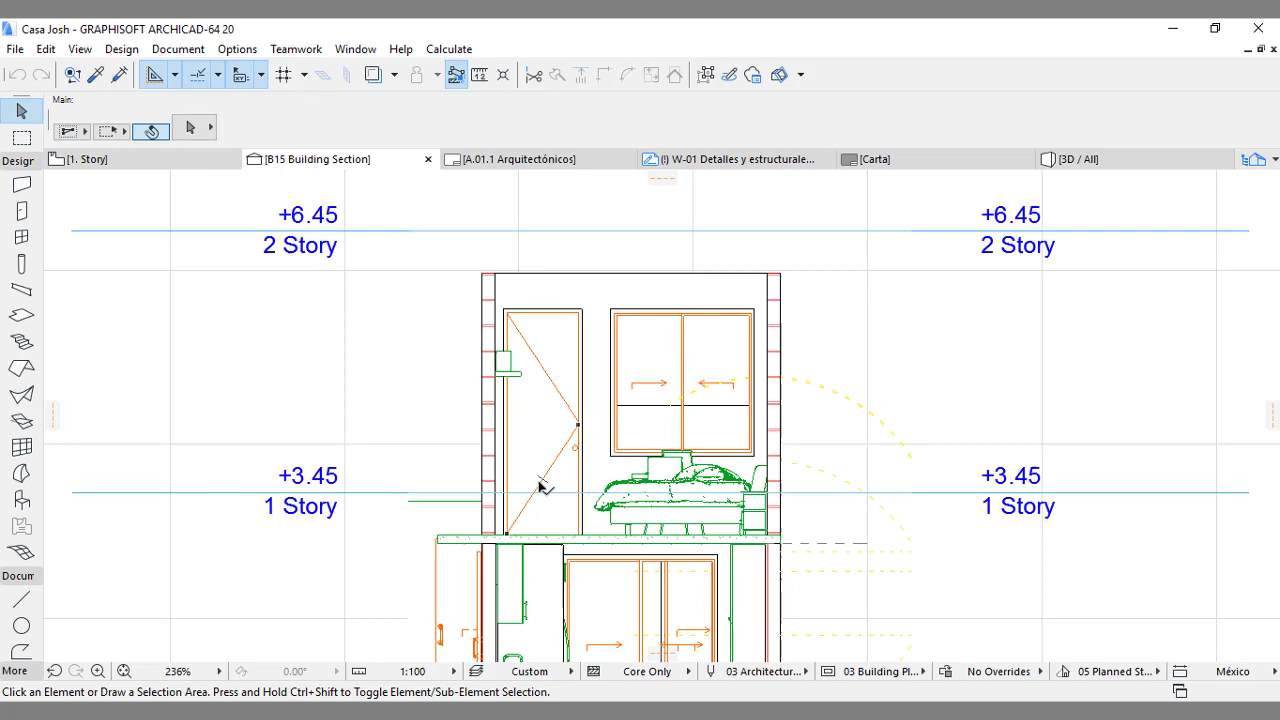 Casa Josh - GRAPHISOFT ARCHICAD-64 20
File Edit View Design Document Options Teamwork Window Help Calculate
Main:
[1. Story] [B15 Building Section] [A.01.1 Arquitectónicos] (!) W-01 Detalles y estructurale... [Carta] [3D / All]
Design
+6.45 +6.45
2 Story 2 Story
+3.45 +3.45
1 Story 1 Story
Docum
More 236% 0.00° 1:100 Custom Core Only 03 Architectur... 03 Building Pl... No Overrides 05 Planned St... México
Click an Element or Draw a Selection Area. Press and Hold Ctrl+Shift to Toggle Element/Sub-Element Selection.